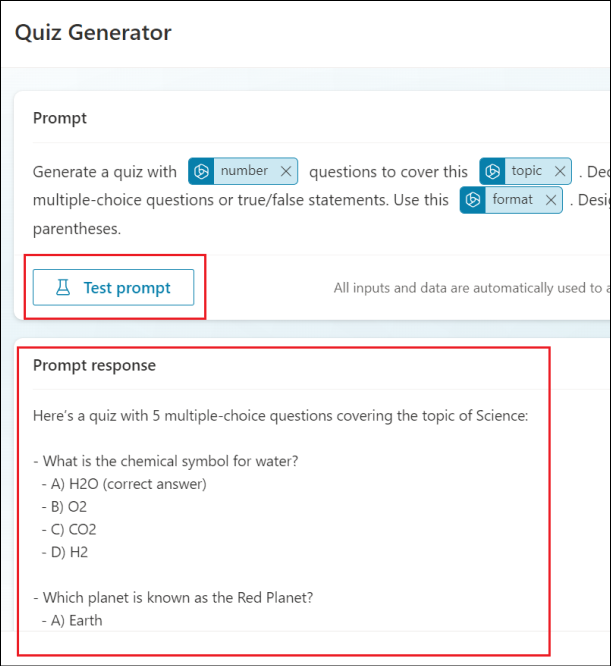 Quiz Generator
Prompt
Generate a quiz with number questions to cover this topic . Dec
multiple-choice questions or true/false statements. Use this format . Desig
parentheses.
Test prompt
All inputs and data are automatically used to a
Prompt response
Here's a quiz with 5 multiple-choice questions covering the topic of Science:
- What is the chemical symbol for water?
- A) H2O (correct answer)
- B) O2
- C) CO2
- D) H2
- Which planet is known as the Red Planet?
- A) Earth